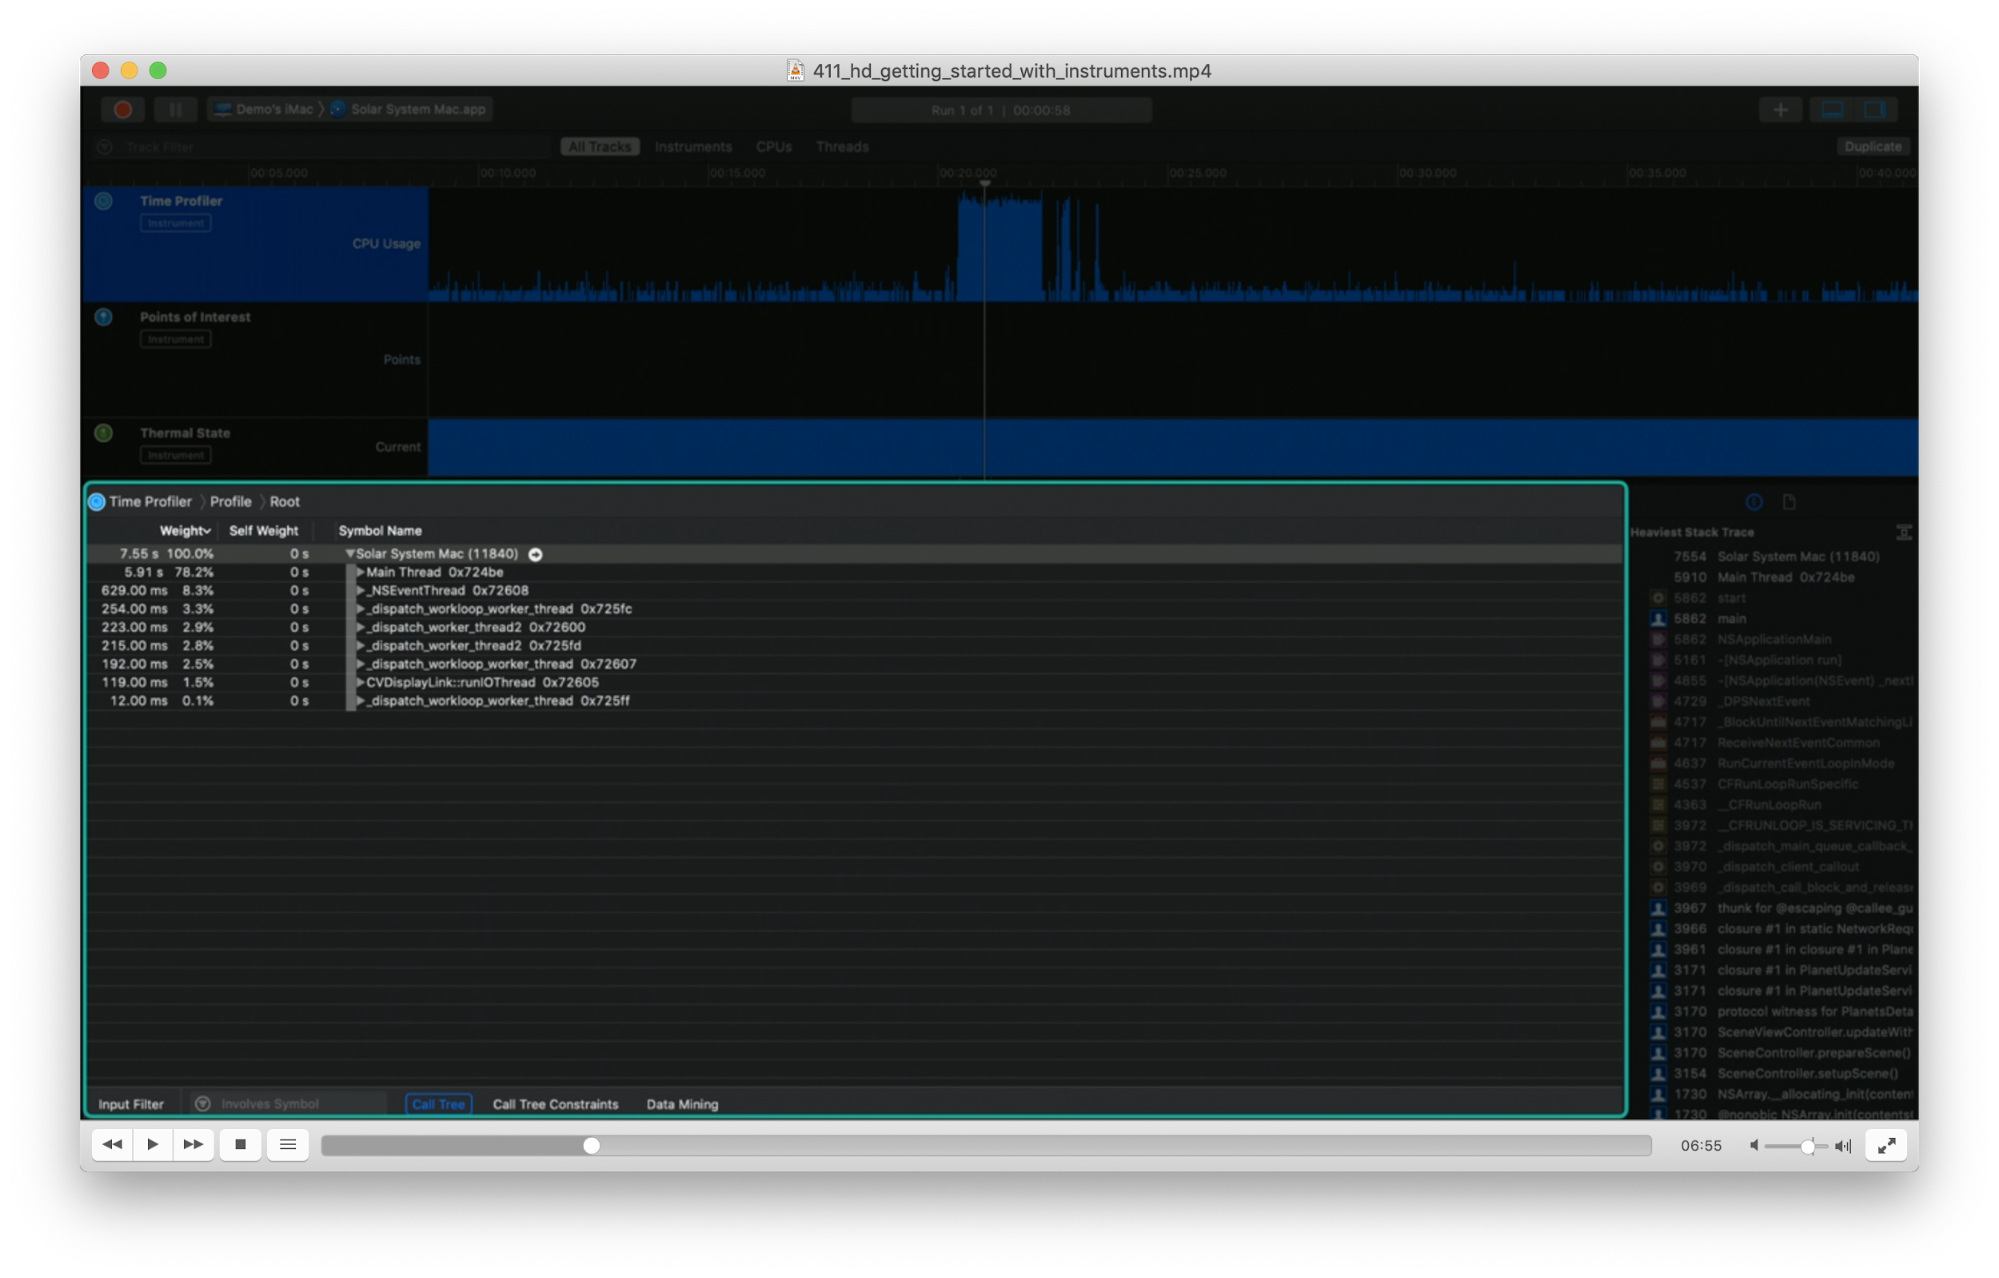 411_hd_getting_started_with_instruments.mp4
Demo's iMac 〉 Solar System Mac.app
Run 1 of 1 | 00:00:58
Track Filter
All Tracks Instruments CPUs Threads
Duplicate
00:05.000 00:10.000 00:15.000 00:20.000 00:25.000 00:30.000 00:35.000 00:40.000
Time Profiler
Instrument
CPU Usage
Points of Interest
Instrument
Points
Thermal State
Instrument
Current
Time Profiler 〉 Profile 〉 Root
Weight Self Weight Symbol Name
7.55 s 100.0% 0 s Solar System Mac (11840)
5.91 s 78.2% 0 s Main Thread 0x724be
629.00 ms 8.3% 0 s _NSEventThread 0x72608
254.00 ms 3.3% 0 s _dispatch_workloop_worker_thread 0x725fc
223.00 ms 2.9% 0 s _dispatch_worker_thread2 0x72600
215.00 ms 2.8% 0 s _dispatch_worker_thread2 0x725fd
192.00 ms 2.5% 0 s _dispatch_workloop_worker_thread 0x72607
119.00 ms 1.5% 0 s CVDisplayLink::runIOThread 0x72605
12.00 ms 0.1% 0 s _dispatch_workloop_worker_thread 0x725ff
Input Filter Involves Symbol Call Tree Call Tree Constraints Data Mining
Heaviest Stack Trace
7554 Solar System Mac (11840)
5910 Main Thread 0x724be
5862 start
5862 main
5862 NSApplicationMain
5161 -[NSApplication run]
4855 -[NSApplication(NSEvent) _next
4729 _DPSNextEvent
4717 _BlockUntilNextEventMatchingLi
4717 ReceiveNextEventCommon
4637 RunCurrentEventLoopInMode
4537 CFRunLoopRunSpecific
4363 __CFRunLoopRun
3972 __CFRUNLOOP_IS_SERVICING_T
3972 _dispatch_main_queue_callback_
3970 _dispatch_client_callout
3969 _dispatch_call_block_and_release
3967 thunk for @escaping @callee_gu
3966 closure #1 in static NetworkRequ
3961 closure #1 in closure #1 in Plane
3171 closure #1 in PlanetUpdateServi
3171 closure #1 in PlanetUpdateServi
3170 protocol witness for PlanetsDeta
3170 SceneViewController.updateWith
3170 SceneController.prepareScene()
3154 SceneController.setupScene()
1730 NSArray.__allocating_init(conten
1730 @nonobjc NSArray.init(contents
06:55